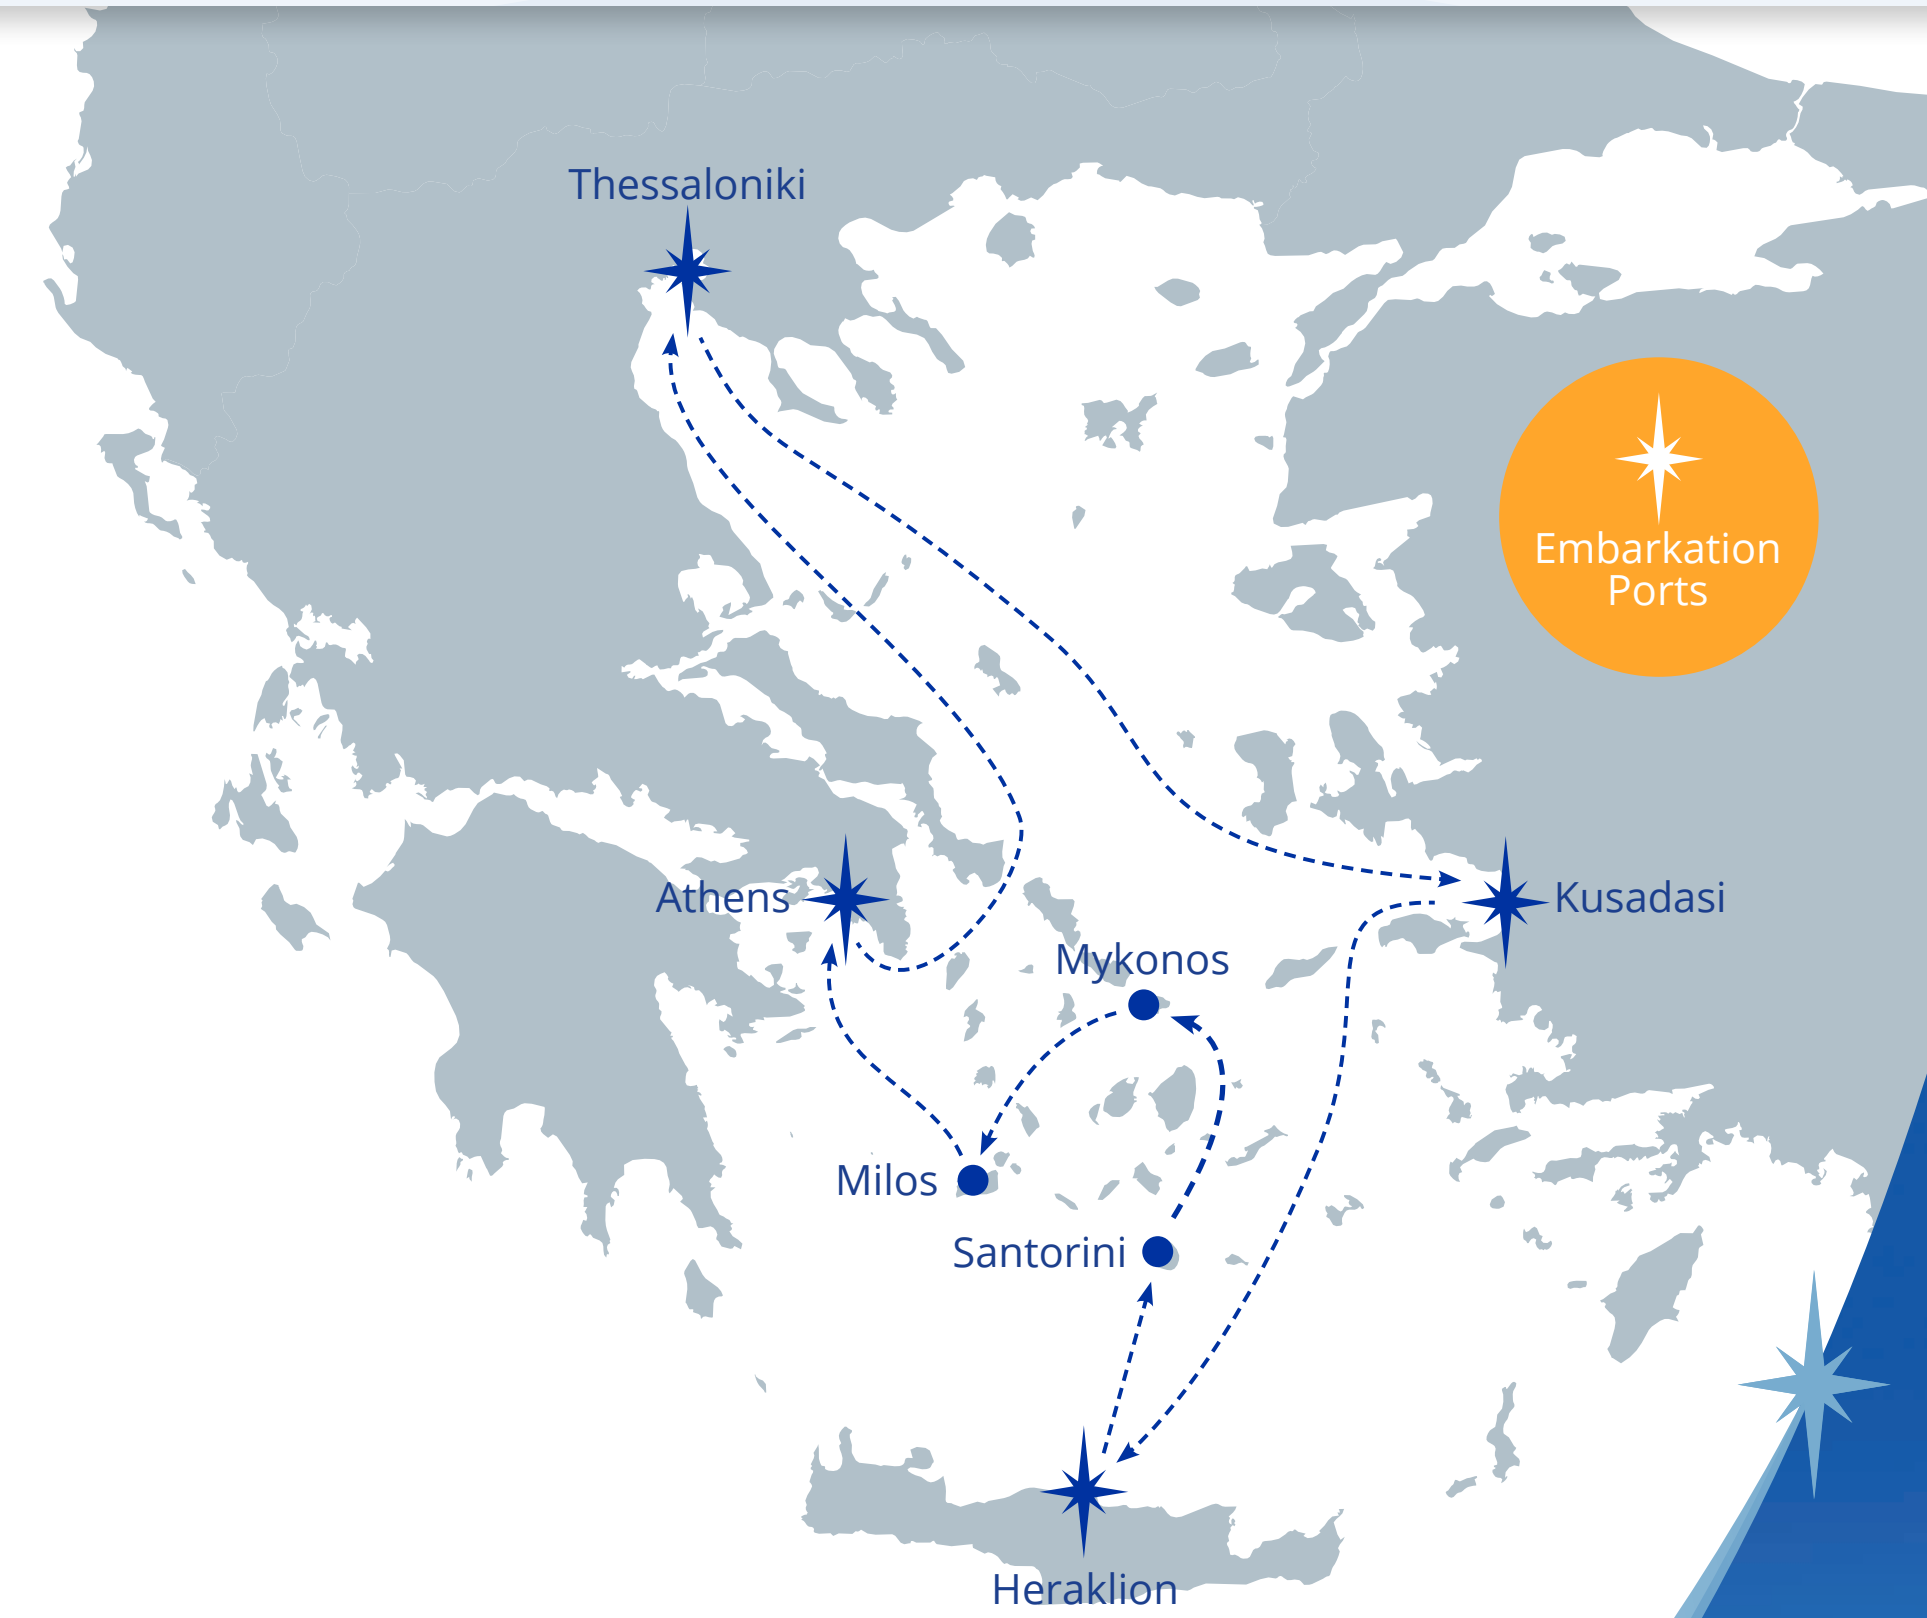 Thessaloniki
Embarkation
Ports
Athens
Kusadasi
Mykonos
Milos
Santorini
Heraklion